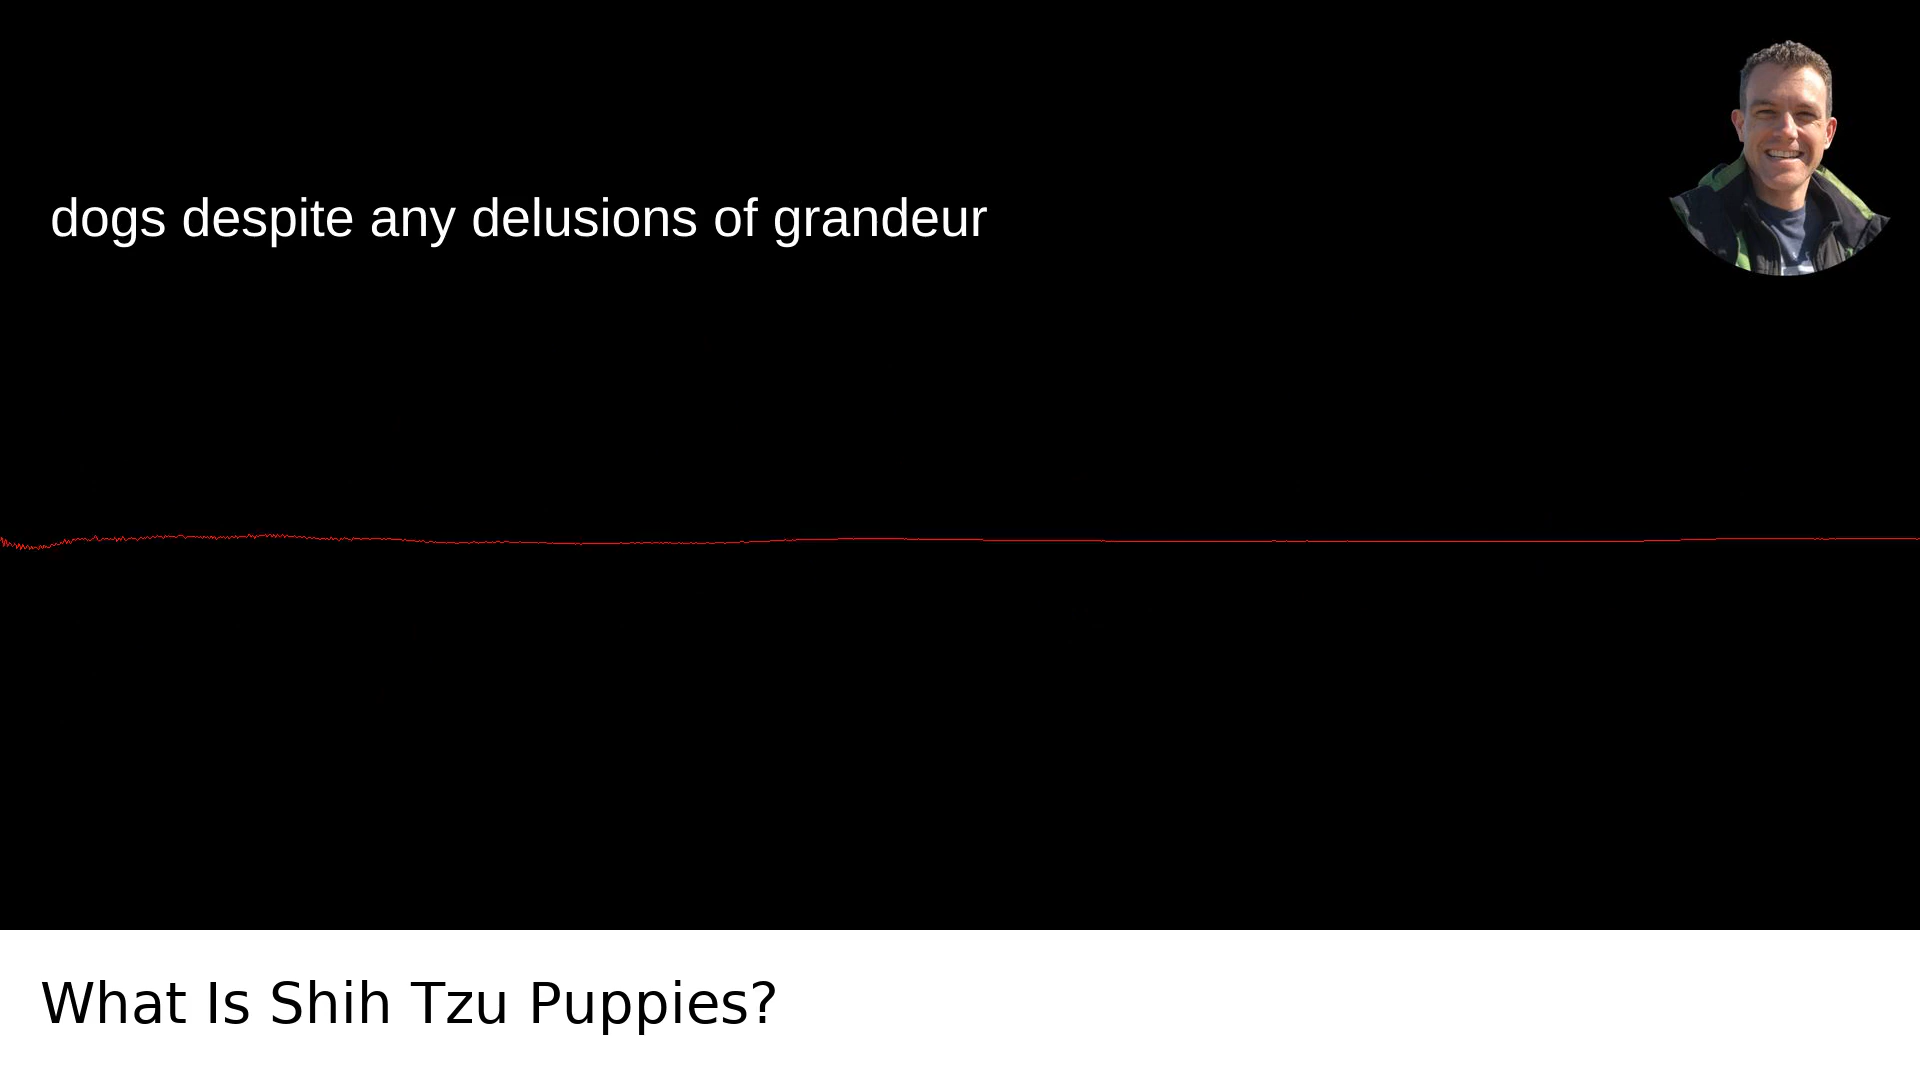 dogs despite any delusions of grandeur
What Is Shih Tzu Puppies?